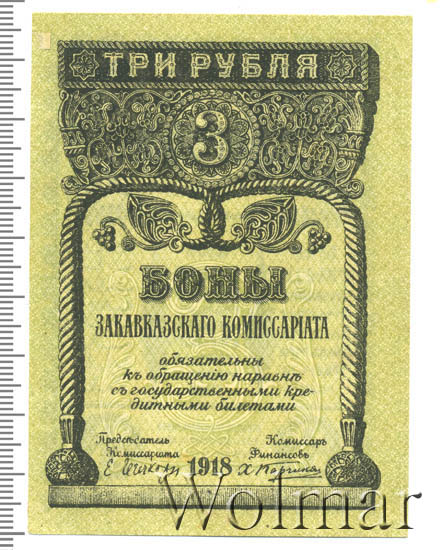 ТРИ РУБЛЯ
3
БОНЫ
ЗАКАВКАЗСКАГО КОМИССАРІАТА
обязательны
къ обращенію наравнѣ
съ государственными кре-
дитными билетами
Предсѣдатель Комиссаръ
Комиссаріата Финансовъ
1918
Wolmar